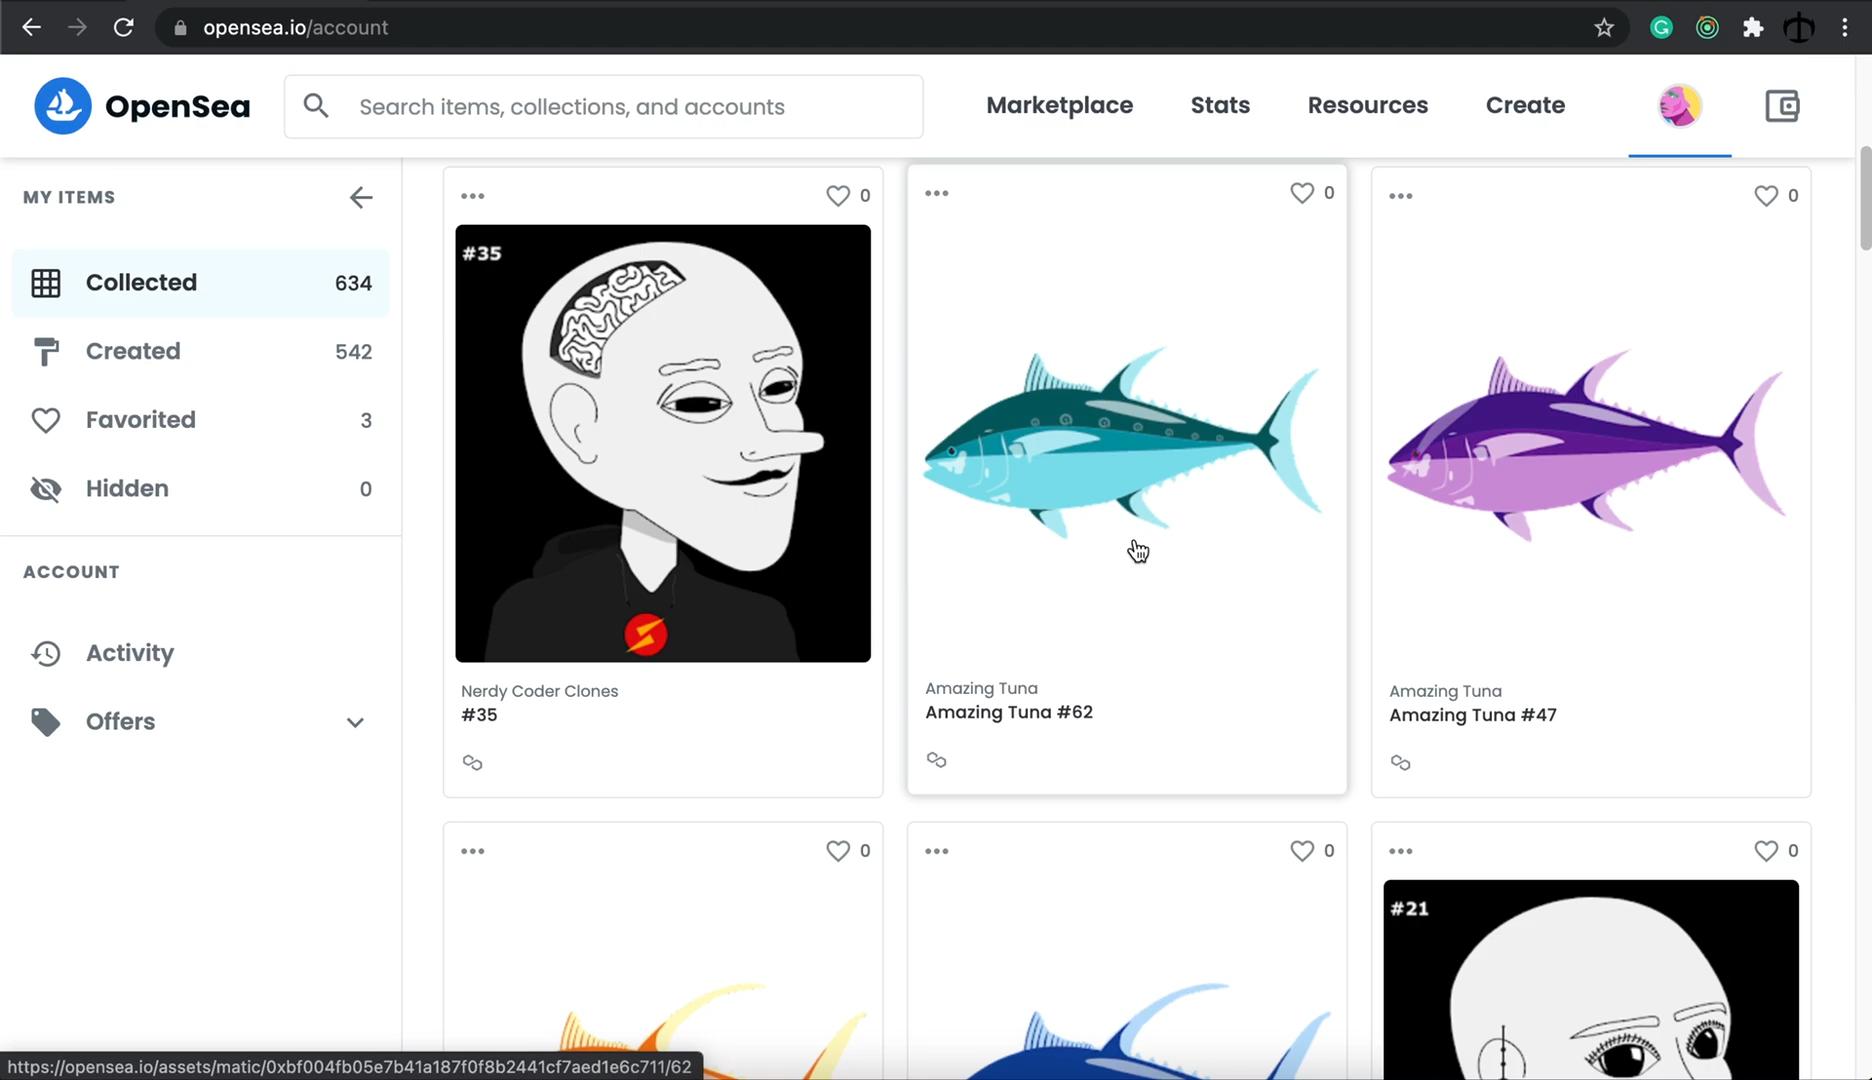 opensea.io/account
OpenSea
Search items, collections, and accounts
Marketplace
Stats
Resources
Create
MY ITEMS
Collected 634
Created 542
Favorited 3
Hidden 0
ACCOUNT
Activity
Offers
0
#35
Nerdy Coder Clones
#35
0
Amazing Tuna
Amazing Tuna #62
0
Amazing Tuna
Amazing Tuna #47
0
0
0
#21
https://opensea.io/assets/matic/0xbf004fb05e7b41a187f0f8b2441cf7aed1e6c711/62